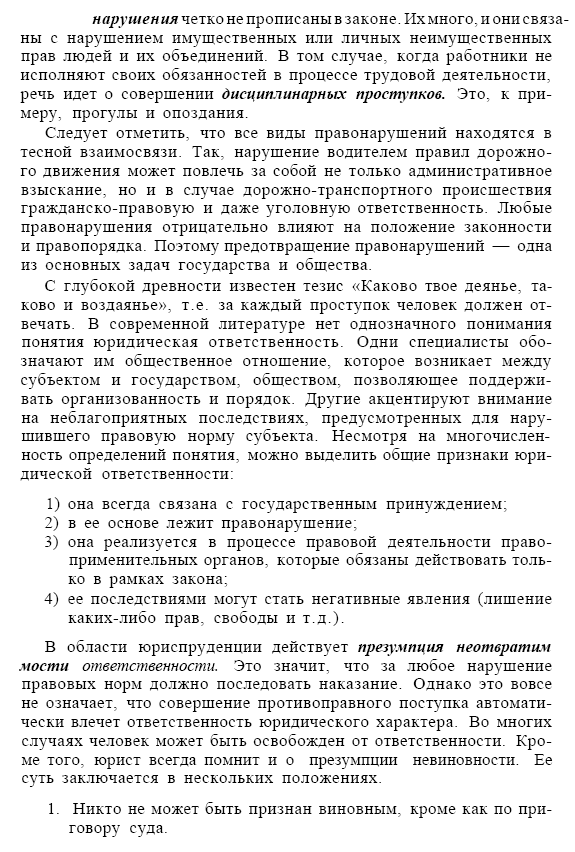 нарушения четко не прописаны в законе. Их много, и они связа-
ны с нарушением имущественных или личных неимущественных
прав людей и их объединений. В том случае, когда работники не
исполняют своих обязанностей в процессе трудовой деятельности,
речь идет о совершении дисциплинарных проступков. Это, к при-
меру, прогулы и опоздания.
Следует отметить, что все виды правонарушений находятся в
тесной взаимосвязи. Так, нарушение водителем правил дорожно-
го движения может повлечь за собой не только административное
взыскание, но и в случае дорожно-транспортного происшествия
гражданско-правовую и даже уголовную ответственность. Любые
правонарушения отрицательно влияют на положение законности
и правопорядка. Поэтому предотвращение правонарушений — одна
из основных задач государства и общества.
С глубокой древности известен тезис «Каково твое деянье, та-
ково и воздаянье», т.е. за каждый проступок человек должен от-
вечать. В современной литературе нет однозначного понимания
понятия юридическая ответственность. Одни специалисты обо-
значают им общественное отношение, которое возникает между
субъектом и государством, обществом, позволяющее поддержи-
вать организованность и порядок. Другие акцентируют внимание
на неблагоприятных последствиях, предусмотренных для нару-
шившего правовую норму субъекта. Несмотря на многочислен-
ность определений понятия, можно выделить общие признаки юри-
дической ответственности:
1) она всегда связана с государственным принуждением;
2) в ее основе лежит правонарушение;
3) она реализуется в процессе правовой деятельности право-
применительных органов, которые обязаны действовать толь-
ко в рамках закона;
4) ее последствиями могут стать негативные явления (лишение
каких-либо прав, свободы и т.д.).
В области юриспруденции действует презумпция неотвратим
мости ответственности. Это значит, что за любое нарушение
правовых норм должно последовать наказание. Однако это вовсе
не означает, что совершение противоправного поступка автомати-
чески влечет ответственность юридического характера. Во многих
случаях человек может быть освобожден от ответственности. Кро-
ме того, юрист всегда помнит и о презумпции невиновности. Ее
суть заключается в нескольких положениях.
1. Никто не может быть признан виновным, кроме как по при-
говору суда.